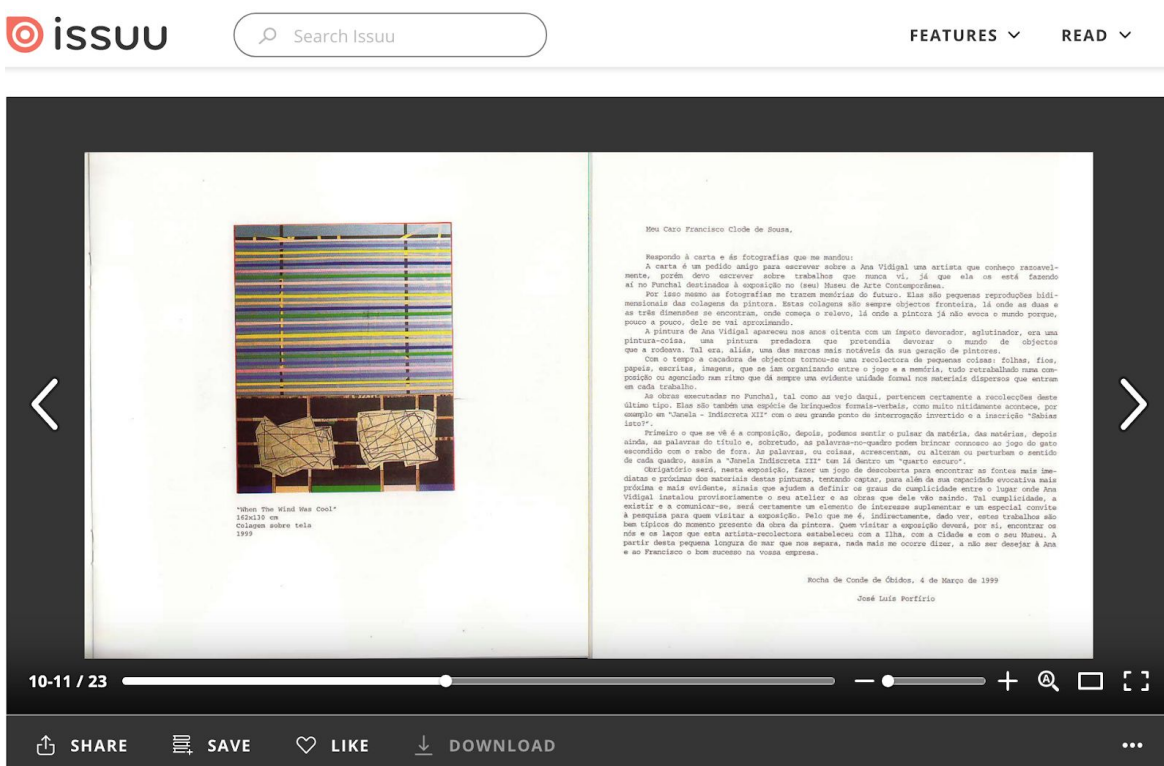 issuu
Search Issuu
FEATURES
READ
"When The Wind Was Cool"
162x130 cm
Colagem sobre tela
1999
Meu Caro Francisco Clode de Sousa,
Respondo à carta e ás fotografias que me mandou:
A carta é um pedido amigo para escrever sobre a Ana Vidigal uma artista que conheço razoavel-
mente, porém devo escrever sobre trabalhos que nunca vi, já que ela os está fazendo
aí no Funchal destinados à exposição no (seu) Museu de Arte Contemporânea.
Por isso mesmo as fotografias me trazem memórias do futuro. Elas são pequenas reproduções bidi-
mensionais das colagens da pintora. Estas colagens são sempre objectos fronteira, lá onde as duas e
as três dimensões se encontram, onde começa o relevo, lá onde a pintora já não evoca o mundo porque,
pouco a pouco, dele se vai aproximando.
A pintura de Ana Vidigal apareceu nos anos oitenta com um ímpeto devorador, aglutinador, era uma
pintura-coisa, uma pintura predadora que pretendia devorar o mundo de objectos
que a rodeava. Tal era, aliás, uma das marcas mais notáveis da sua geração de pintores.
Com o tempo a caçadora de objectos tornou-se uma recolectora de pequenas coisas: folhas, fios,
papeis, escritas, imagens, que se iam organizando entre o jogo e a memória, tudo retrabalhado numa com-
posição ou agenciado num ritmo que dá sempre uma evidente unidade formal nos materiais dispersos que entram
em cada trabalho.
As obras executadas no Funchal, tal como as vejo daqui, pertencem certamente a recolecções deste
último tipo. Elas são também uma espécie de brinquedos formais-verbais, como muito nitidamente acontece, por
exemplo em "Janela - Indiscreta XII" com o seu grande ponto de interrogação invertido e a inscrição "Sabias
isto?".
Primeiro o que se vê é a composição, depois, podemos sentir o pulsar da matéria, das matérias, depois
ainda, as palavras do título e, sobretudo, as palavras-no-quadro podem brincar connosco ao jogo do gato
escondido com o rabo de fora. As palavras, ou coisas, acrescentam, ou alteram ou perturbam o sentido
de cada quadro, assim a "Janela Indiscreta III" tem lá dentro um "quarto escuro".
Obrigatório será, nesta exposição, fazer um jogo de descoberta para encontrar as fontes mais ime-
diatas e próximas dos materiais destas pinturas, tentando captar, para além da sua capacidade evocativa mais
próxima e mais evidente, sinais que ajudem a definir os graus de cumplicidade entre o lugar onde Ana
Vidigal instalou provisoriamente o seu atelier e as obras que dele vão saindo. Tal cumplicidade, a
existir e a comunicar-se, será certamente um elemento de interesse suplementar e um especial convite
à pesquisa para quem visitar a exposição. Pelo que me é, indirectamente, dado ver, estes trabalhos são
bem típicos do momento presente da obra da pintora. Quem visitar a exposição deverá, por si, encontrar os
nós e os laços que esta artista-recolectora estabeleceu com a Ilha, com a Cidade e com o seu Museu. A
partir desta pequena longura de mar que nos separa, nada mais me ocorre dizer, a não ser desejar à Ana
e ao Francisco o bom sucesso na vossa empresa.
Rocha de Conde de Óbidos, 4 de Março de 1999
José Luis Porfírio
10-11 / 23
SHARE
SAVE
LIKE
DOWNLOAD